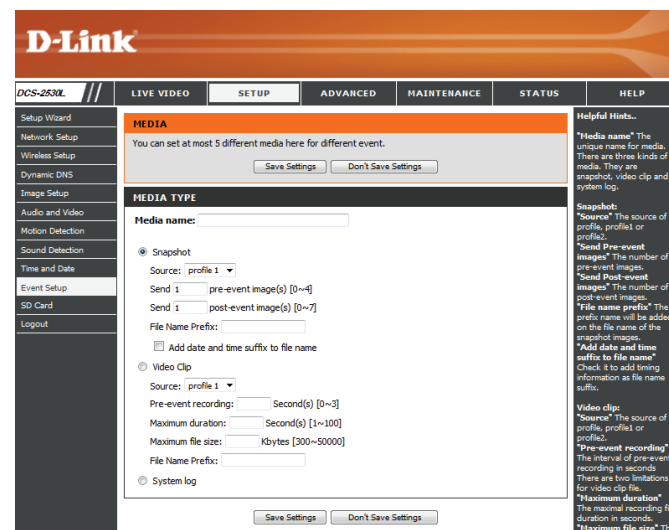 D-Link
DCS-2530L
LIVE VIDEO
SETUP
ADVANCED
MAINTENANCE
STATUS
HELP
Setup Wizard
Network Setup
Wireless Setup
Dynamic DNS
Image Setup
Audio and Video
Motion Detection
Sound Detection
Time and Date
Event Setup
SD Card
Logout
MEDIA
You can set at most 5 different media here for different event.
Save Settings Don't Save Settings
MEDIA TYPE
Media name:
Snapshot
Source: profile 1
Send 1 pre-event image(s) [0~4]
Send 1 post-event image(s) [0~7]
File Name Prefix:
Add date and time suffix to file name
Video Clip
Source: profile 1
Pre-event recording: Second(s) [0~3]
Maximum duration: Second(s) [1~100]
Maximum file size: Kbytes [300~50000]
File Name Prefix:
System log
Save Settings Don't Save Settings
Helpful Hints..
"Media name" The
unique name for media.
There are three kinds of
media. They are
snapshot, video clip and
system log.
Snapshot:
"Source" The source of
profile, profile1 or
profile2.
"Send Pre-event
images" The number of
pre-event images.
"Send Post-event
images" The number of
post-event images.
"File name prefix" The
prefix name will be added
on the file name of the
snapshot images.
"Add date and time
suffix to file name"
Check it to add timing
information as file name
suffix.
Video clip:
"Source" The source of
profile, profile1 or
profile2.
"Pre-event recording"
The interval of pre-event
recording in seconds
There are two limitations
for video clip file.
"Maximum duration"
The maximal recording file
duration in seconds.
"Maximum file size" The